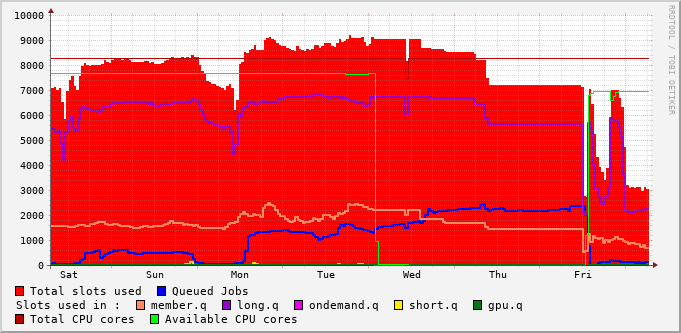 RRDTOOL / TOBI OETIKER
10000
9000
8000
7000
6000
5000
4000
3000
2000
1000
0
Sat Sun Mon Tue Wed Thu Fri
Total slots used Queued Jobs
Slots used in : member.q long.q ondemand.q short.q gpu.q
Total CPU cores Available CPU cores